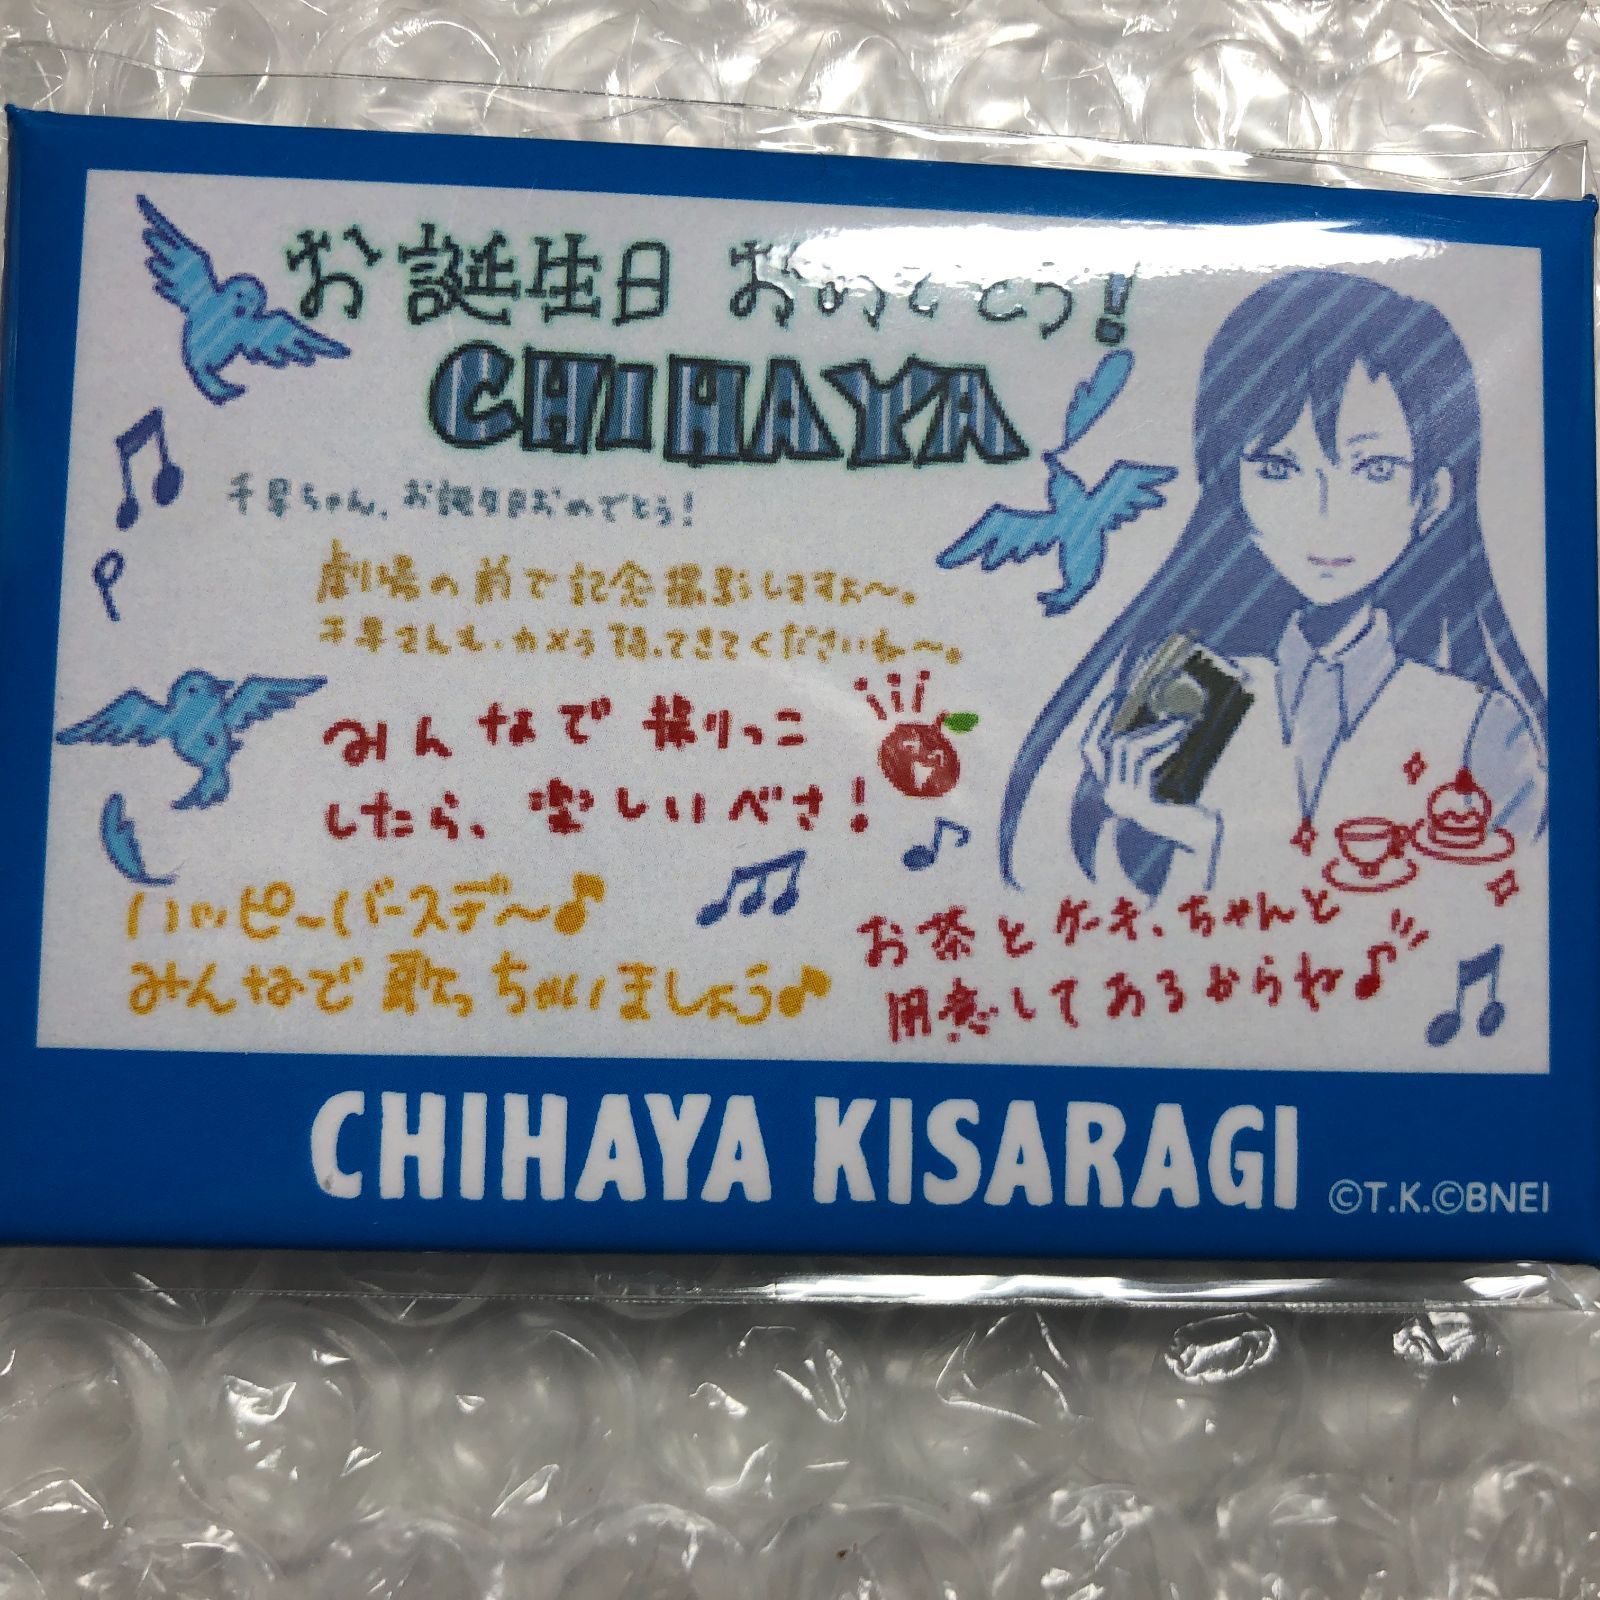 お誕生日 おめでとう!
CHIHAYA
千早ちゃん、お誕生日おめでとう!
劇場の前で記念撮影しますよ〜。
千早さんも、カメラ持ってきてくださいね〜。
みんなで撮りっこ
したら、楽しいべさ!
ハッピ〜バースデ〜♪
みんなで歌っちゃいましょう♪
お茶とケーキ、ちゃんと
用意してあるからね♪
CHIHAYA KISARAGI
©T.K.©BNEI